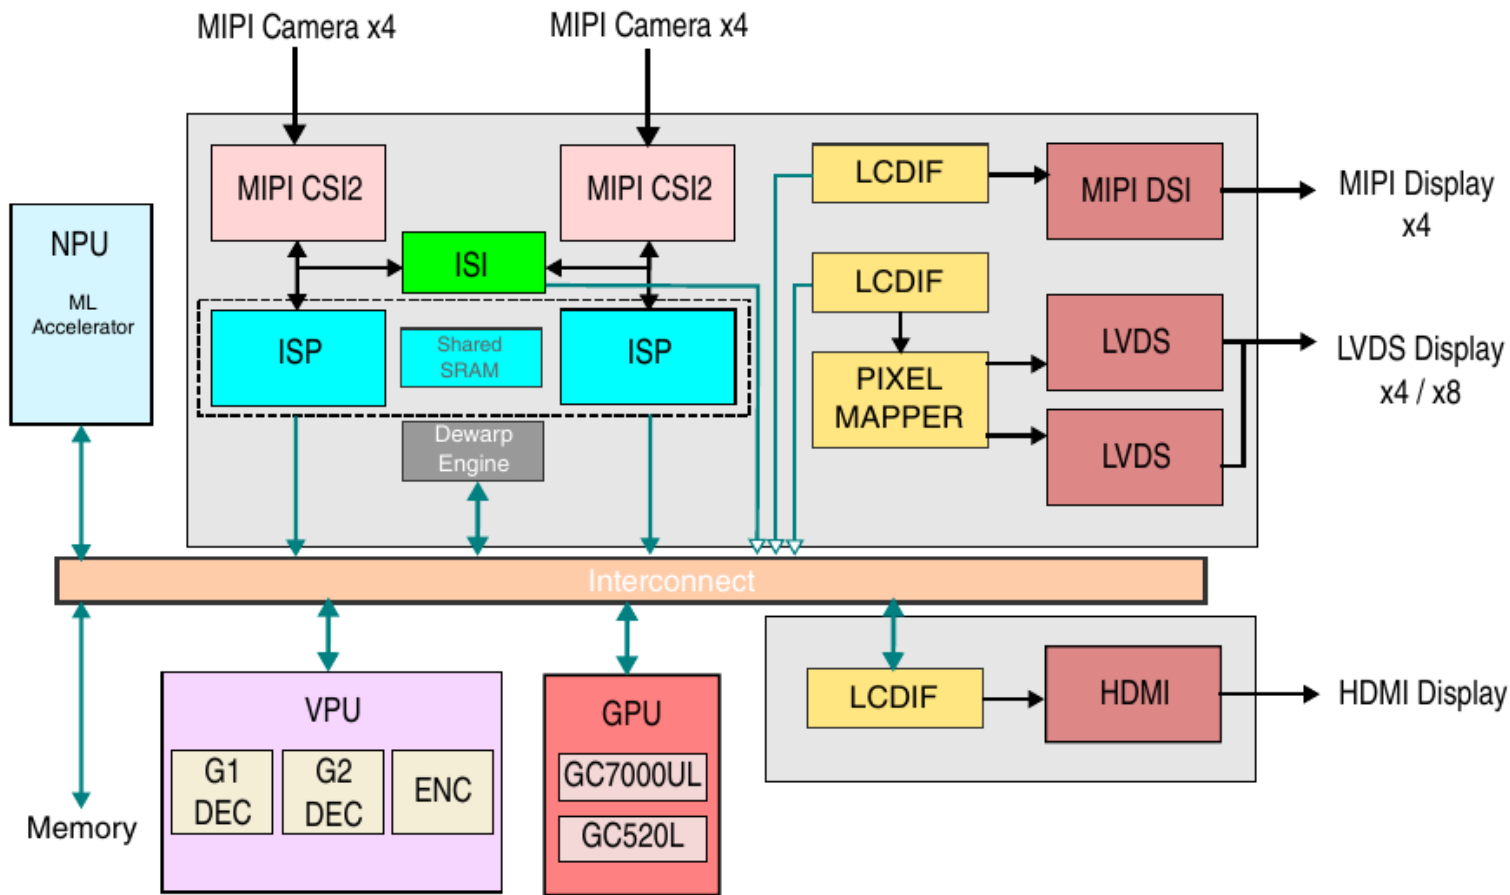 MIPI Camera x4
MIPI Camera x4
MIPI CSI2
MIPI CSI2
LCDIF
MIPI DSI
MIPI Display
x4
NPU
ML
Accelerator
ISI
LCDIF
ISP
Shared
SRAM
ISP
LVDS
LVDS Display
x4 / x8
PIXEL
MAPPER
Dewarp
Engine
LVDS
Interconnect
VPU
G1
DEC
G2
DEC
ENC
GPU
GC7000UL
GC520L
LCDIF
HDMI
HDMI Display
Memory